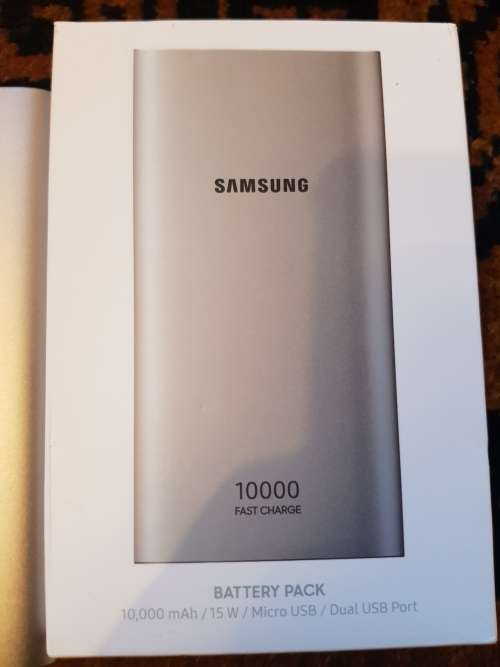 SAMSUNG
10000
FAST CHARGE
BATTERY PACK
10,000 mAh / 15 W / Micro USB / Dual USB Port